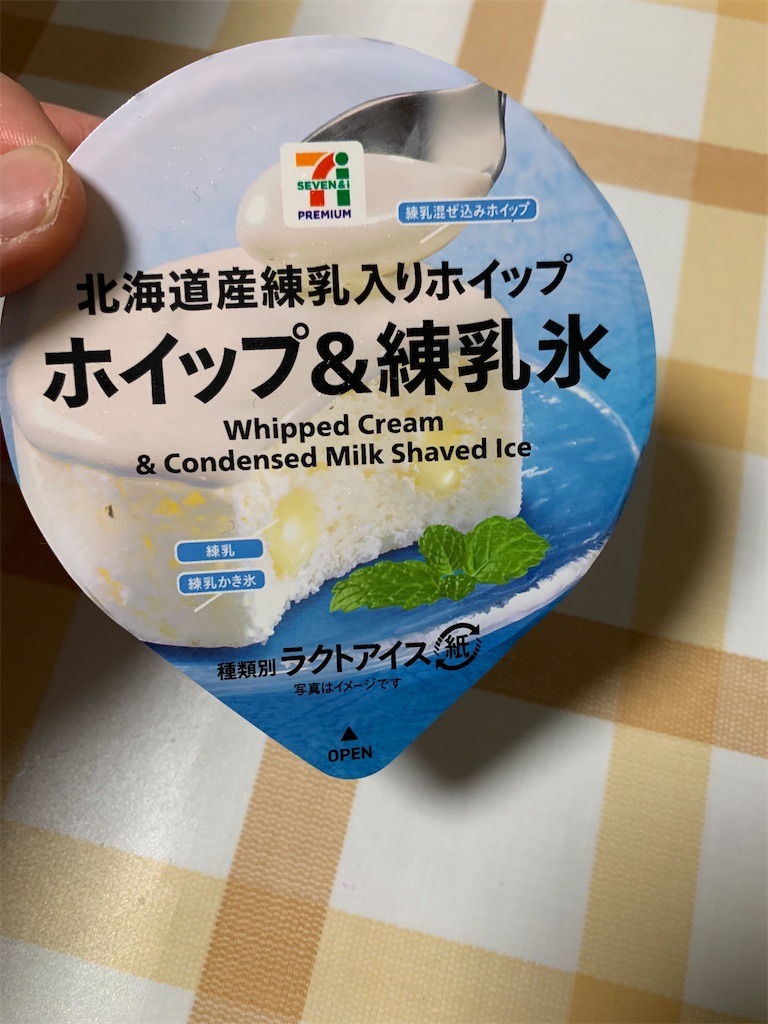 SEVEN&i
PREMIUM
練乳混ぜ込みホイップ
北海道産練乳入りホイップ
ホイップ&練乳氷
Whipped Cream
& Condensed Milk Shaved Ice
練乳
練乳かき氷
種類別 ラクトアイス 紙
写真はイメージです
▲
OPEN